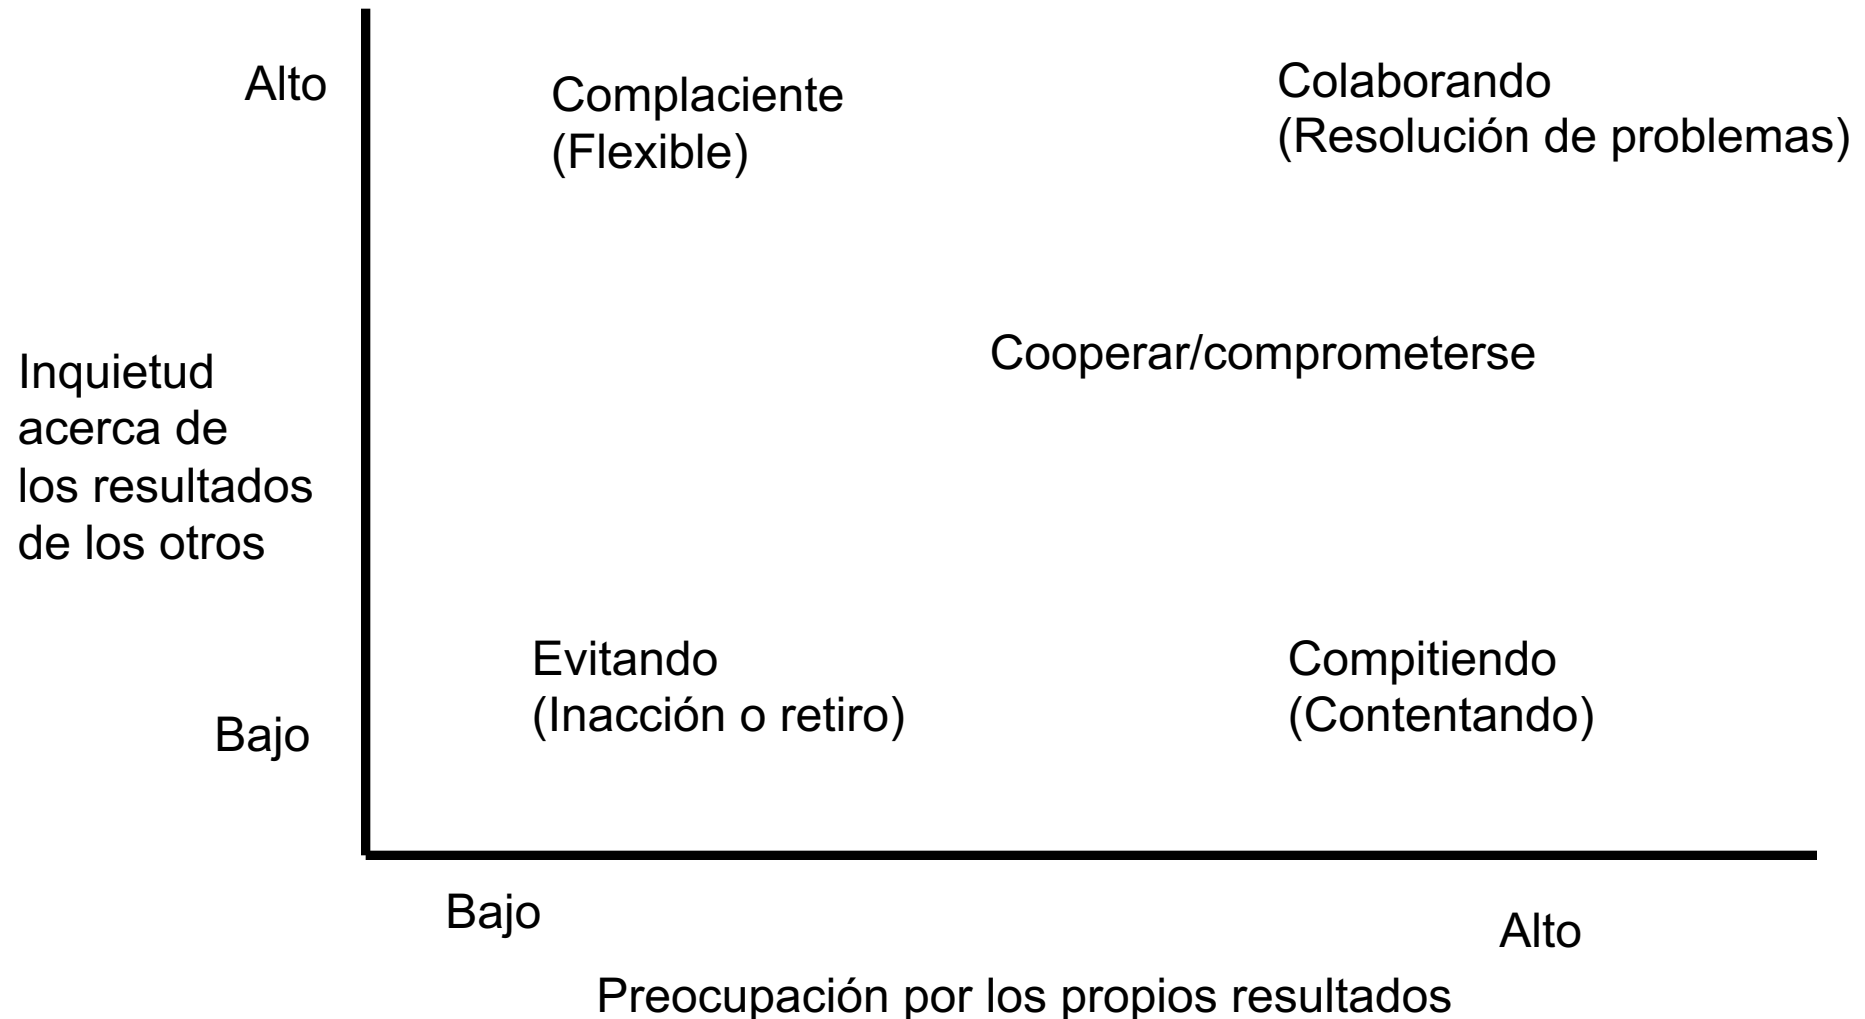 Alto
Complaciente
(Flexible)
Colaborando
(Resolución de problemas)
Cooperar/comprometerse
Inquietud
acerca de
los resultados
de los otros
Evitando
(Inacción o retiro)
Compitiendo
(Contentando)
Bajo
Bajo
Alto
Preocupación por los propios resultados